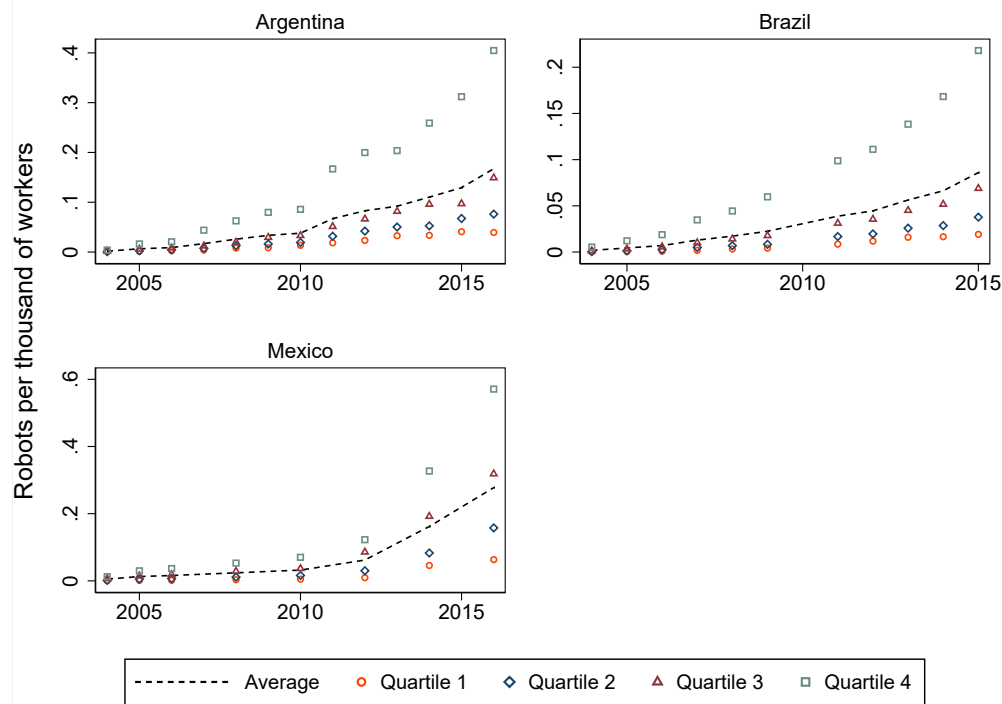 Robots per thousand of workers
Argentina
.4
.3
.2
.1
0
2005 2010 2015
Brazil
.2
.15
.1
.05
0
2005 2010 2015
Mexico
.6
.4
.2
0
2005 2010 2015
Average Quartile 1 Quartile 2 Quartile 3 Quartile 4